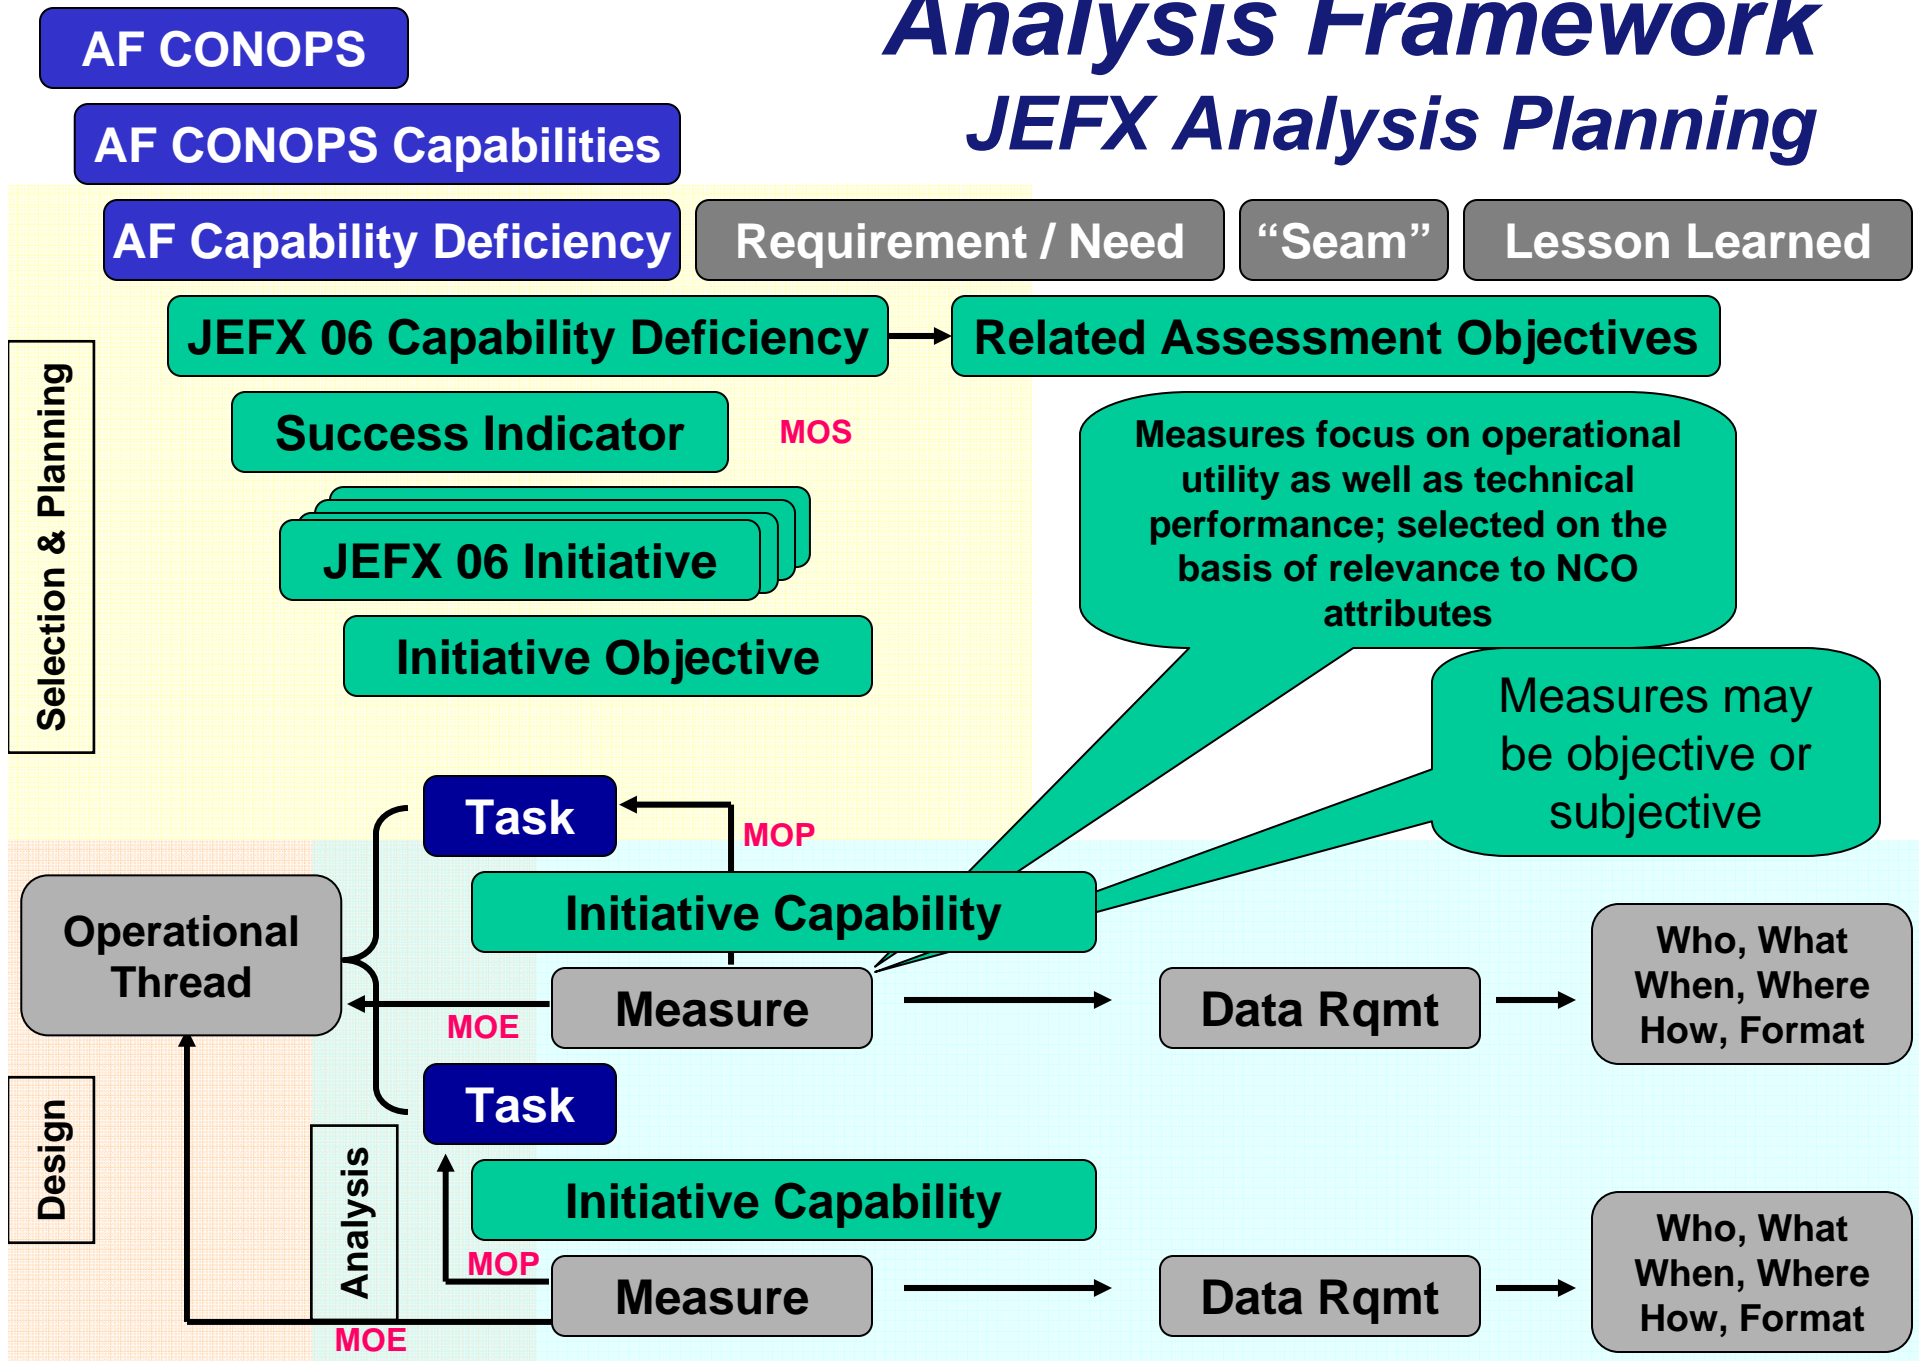 Analysis Framework
JEFX Analysis Planning
AF CONOPS
AF CONOPS Capabilities
AF Capability Deficiency
Requirement / Need
“Seam”
Lesson Learned
JEFX 06 Capability Deficiency
Related Assessment Objectives
Selection & Planning
Success Indicator
MOS
Measures focus on operational
utility as well as technical
performance; selected on the
basis of relevance to NCO
attributes
JEFX 06 Initiative
Initiative Objective
Measures may
be objective or
subjective
Task
MOP
Initiative Capability
Operational
Thread
MOE
Measure
Data Rqmt
Who, What
When, Where
How, Format
Design
Analysis
Task
Initiative Capability
MOP
Measure
Data Rqmt
Who, What
When, Where
How, Format
MOE